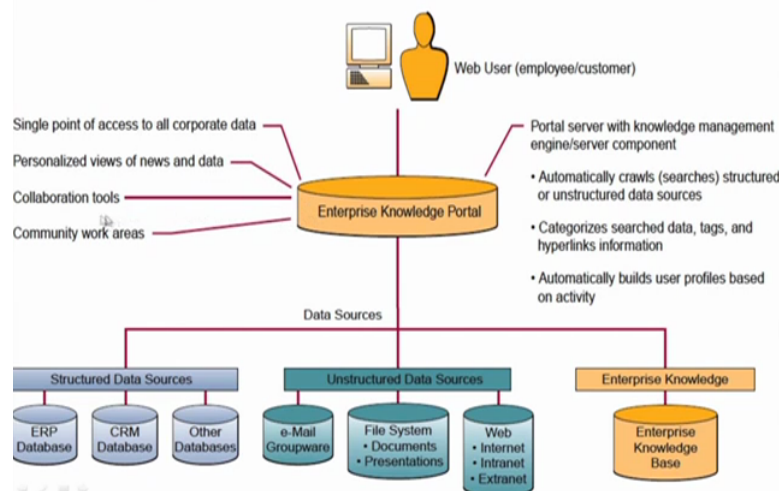 Web User (employee/customer)
Single point of access to all corporate data
Personalized views of news and data
Collaboration tools
Community work areas
Enterprise Knowledge Portal
Portal server with knowledge management
engine/server component
• Automatically crawls (searches) structured
or unstructured data sources
• Categorizes searched data, tags, and
hyperlinks information
• Automatically builds user profiles based
on activity
Data Sources
Structured Data Sources
ERP
Database
CRM
Database
Other
Databases
Unstructured Data Sources
e-Mail
Groupware
File System
• Documents
• Presentations
Web
• Internet
• Intranet
• Extranet
Enterprise Knowledge
Enterprise
Knowledge
Base